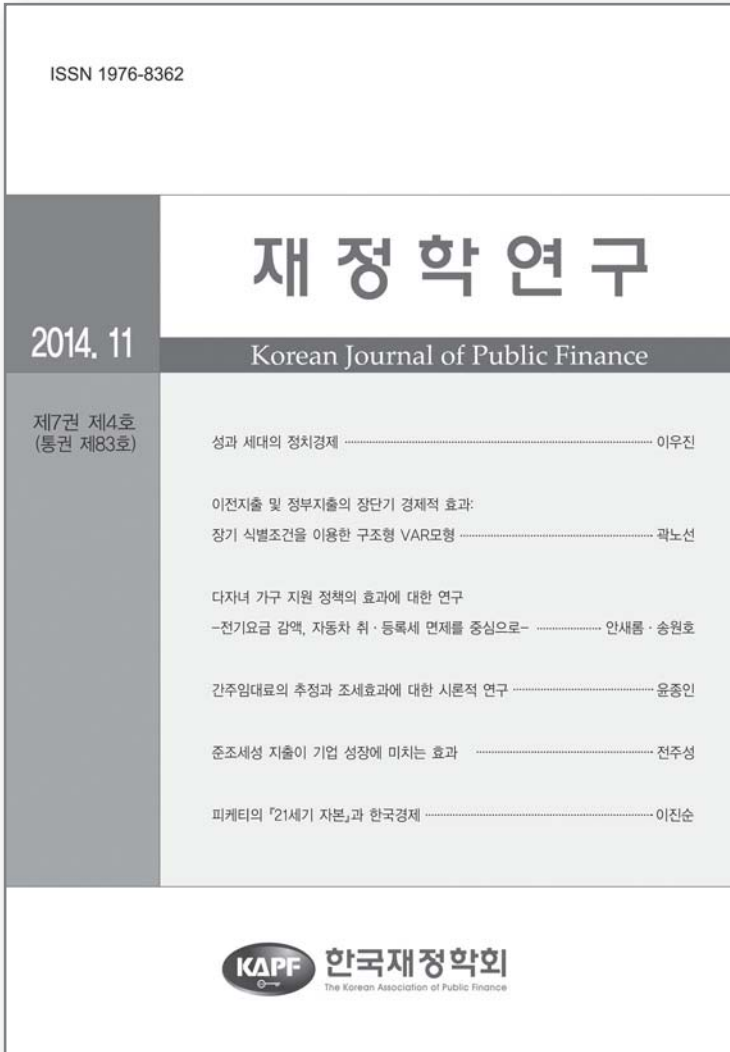 ISSN 1976-8362
재정학연구
2014. 11
Korean Journal of Public Finance
제7권 제4호
(통권 제83호)
성과 세대의 정치경제 ················ 이우진
이전지출 및 정부지출의 장단기 경제적 효과:
장기 식별조건을 이용한 구조형 VAR모형 ················ 곽노선
다자녀 가구 지원 정책의 효과에 대한 연구
-전기요금 감액, 자동차 취·등록세 면제를 중심으로- ················ 안새롬·송원호
간주임대료의 추정과 조세효과에 대한 시론적 연구 ················ 윤종인
준조세성 지출이 기업 성장에 미치는 효과 ················ 전주성
피케티의 『21세기 자본』과 한국경제 ················ 이진순
KAPF 한국재정학회
The Korean Association of Public Finance